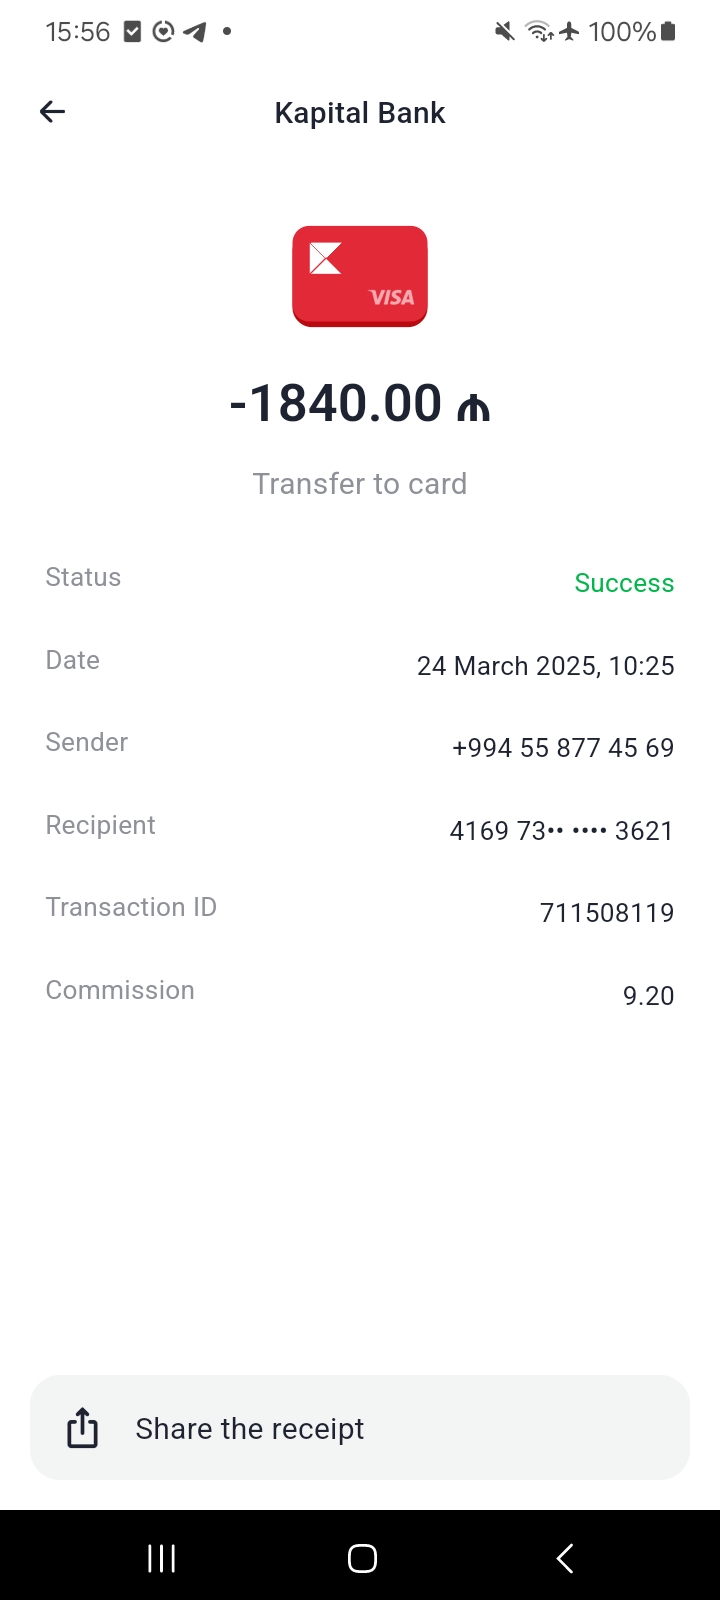 15:56 100%
Kapital Bank
VISA
-1840.00 ₼
Transfer to card
Status Success
Date 24 March 2025, 10:25
Sender +994 55 877 45 69
Recipient 4169 73•• •••• 3621
Transaction ID 711508119
Commission 9.20
Share the receipt